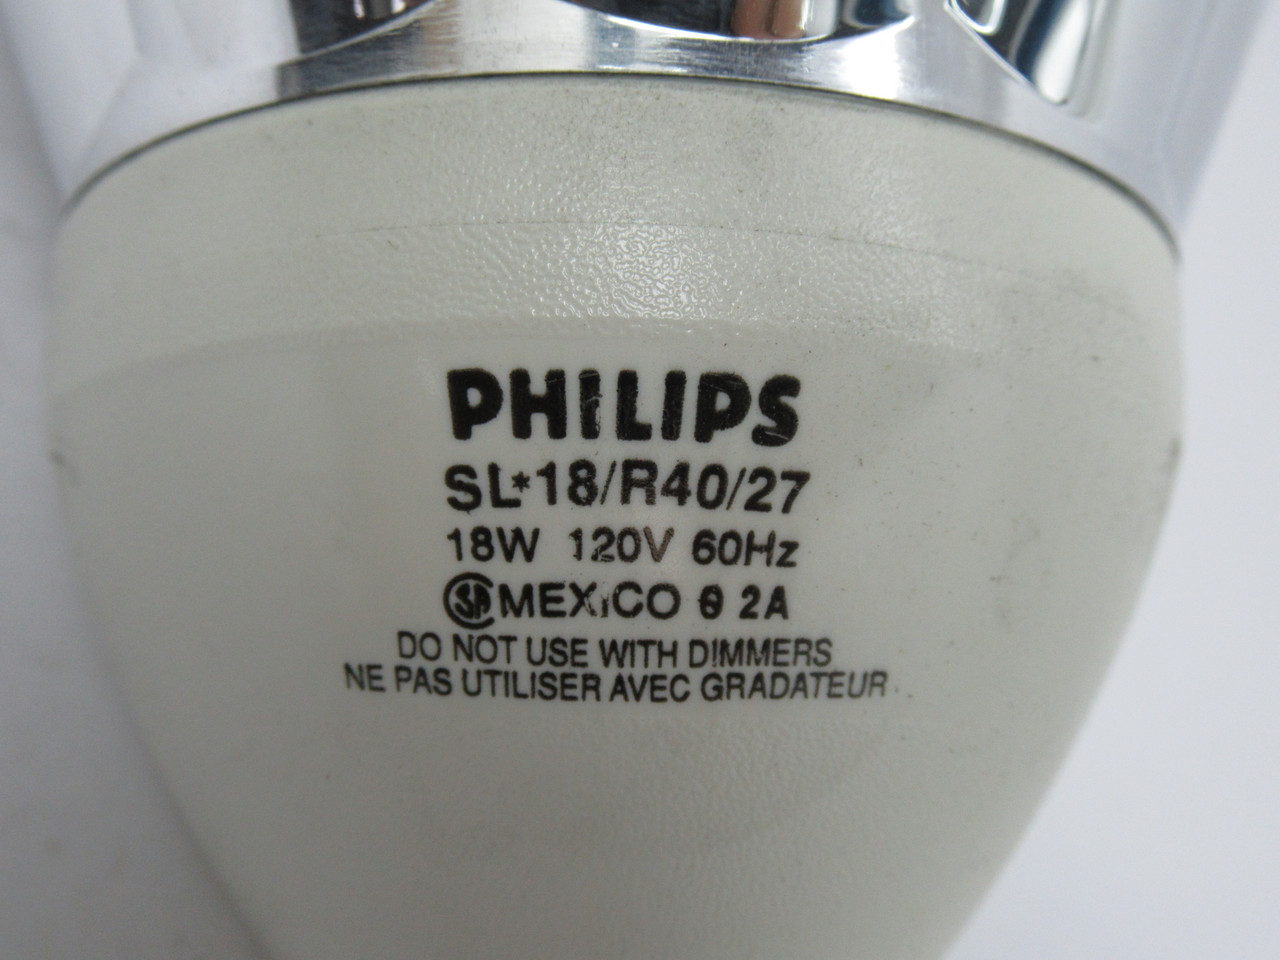 PHILIPS
SL*18/R40/27
18W 120V 60Hz
SA MEXICO θ 2A
DO NOT USE WITH DIMMERS
NE PAS UTILISER AVEC GRADATEUR